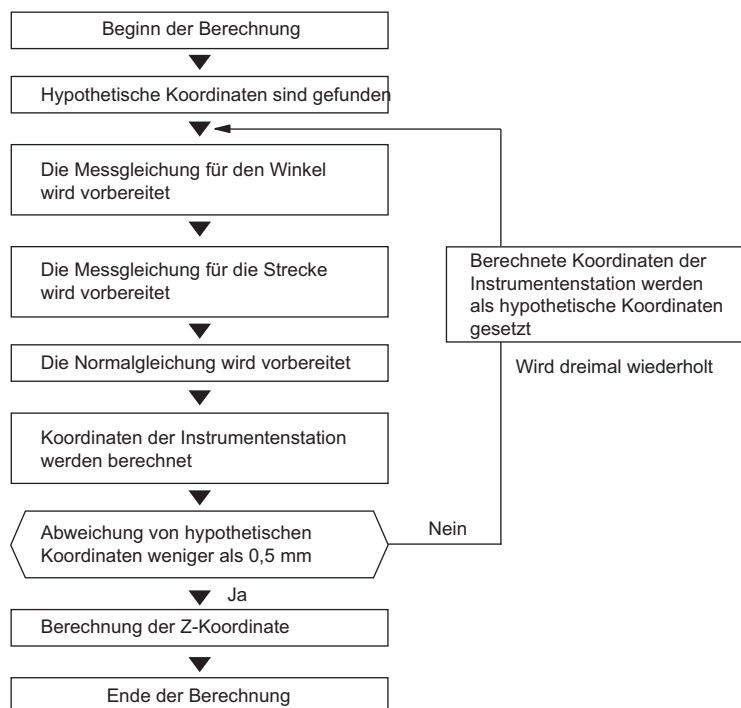 Beginn der Berechnung
Hypothetische Koordinaten sind gefunden
Die Messgleichung für den Winkel
wird vorbereitet
Die Messgleichung für die Strecke
wird vorbereitet
Berechnete Koordinaten der
Instrumentenstation werden
als hypothetische Koordinaten
gesetzt
Die Normalgleichung wird vorbereitet
Wird dreimal wiederholt
Koordinaten der Instrumentenstation
werden berechnet
Abweichung von hypothetischen
Koordinaten weniger als 0,5 mm
Nein
Ja
Berechnung der Z-Koordinate
Ende der Berechnung